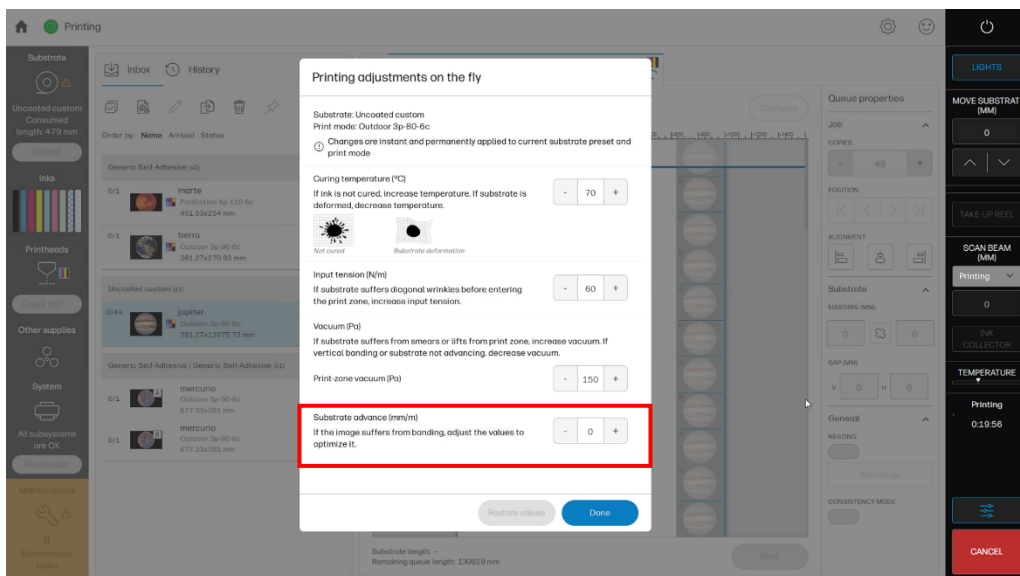 Printing
Substrate
Uncoated custom
Consumed
length: 479 mm
Unload
Inks
Printheads
Check and...
Other supplies
System
All subsystems
are OK
Maintenances
8
Maintenance
tasks
Inbox
History
Order by: Name Arrived Status
Generic Self-Adhesive (x2)
0/1
marte
Production 4p-110-6c
451.53x254 mm
0/1
tierra
Outdoor 3p-80-6c
361.27x270.93 mm
Uncoated custom (x1)
0/49
jupiter
Outdoor 3p-80-6c
381.27x13275.73 mm
Generic Self-Adhesive / Generic Self-Adhesive (x1)
0/1
mercurio
Outdoor 3p-80-6c
677.33x381 mm
0/1
mercurio
Outdoor 3p-80-6c
677.33x381 mm
Printing adjustments on the fly
Substrate: Uncoated custom
Print mode: Outdoor 3p-80-6c
Changes are instant and permanently applied to current substrate preset and
print mode
Curing temperature (ºC)
If ink is not cured, increase temperature. If substrate is
deformed, decrease temperature.
- 70 +
Not cured
Substrate deformation
Input tension (N/m)
If substrate suffers diagonal wrinkles before entering
the print zone, increase input tension.
- 60 +
Vacuum (Pa)
If substrate suffers from smears or lifts from print zone, increase vacuum. If
vertical banding or substrate not advancing, decrease vacuum.
Print-zone vacuum (Pa)
- 150 +
Substrate advance (mm/m)
If the image suffers from banding, adjust the values to
optimize it.
- 0 +
Restore values
Done
Substrate length: –
Remaining queue length: 13063.9 mm
Configure
Print
Queue properties
Job
COPIES
- 49 +
POSITION
ALIGNMENT
Substrate
MARGINS (MM)
0 0
GAP (MM)
V 0 H 0
General
NESTING
Rearrange
CONSISTENCY MODE
LIGHTS
MOVE SUBSTRAT
(MM)
0
TAKE-UP REEL
SCAN BEAM
(MM)
Printing
0
INK
COLLECTOR
TEMPERATURE
Printing
0:19:56
CANCEL